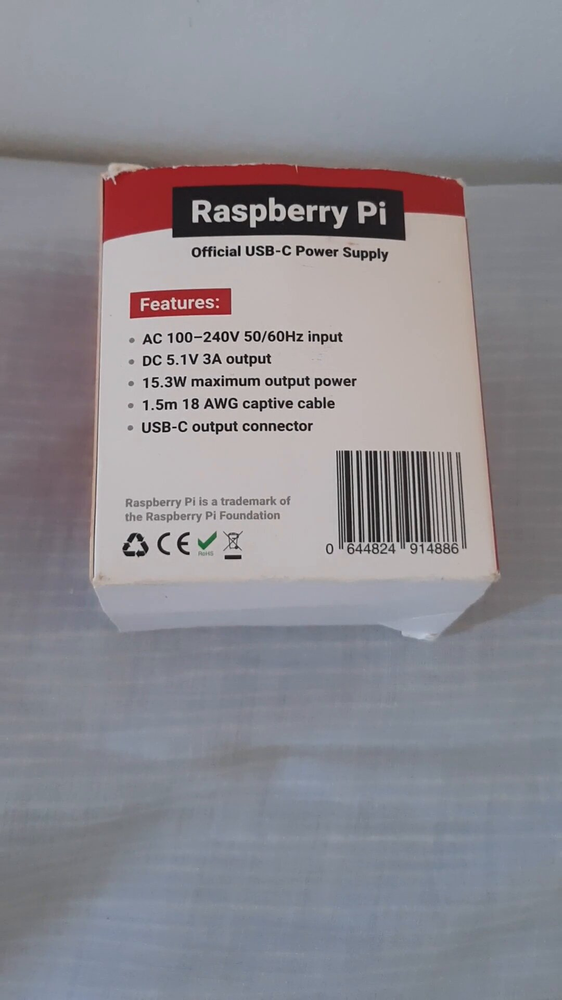 Raspberry Pi
Official USB-C Power Supply
Features:
• AC 100–240V 50/60Hz input
• DC 5.1V 3A output
• 15.3W maximum output power
• 1.5m 18 AWG captive cable
• USB-C output connector
Raspberry Pi is a trademark of
the Raspberry Pi Foundation
CE RoHS
0 644824 914886